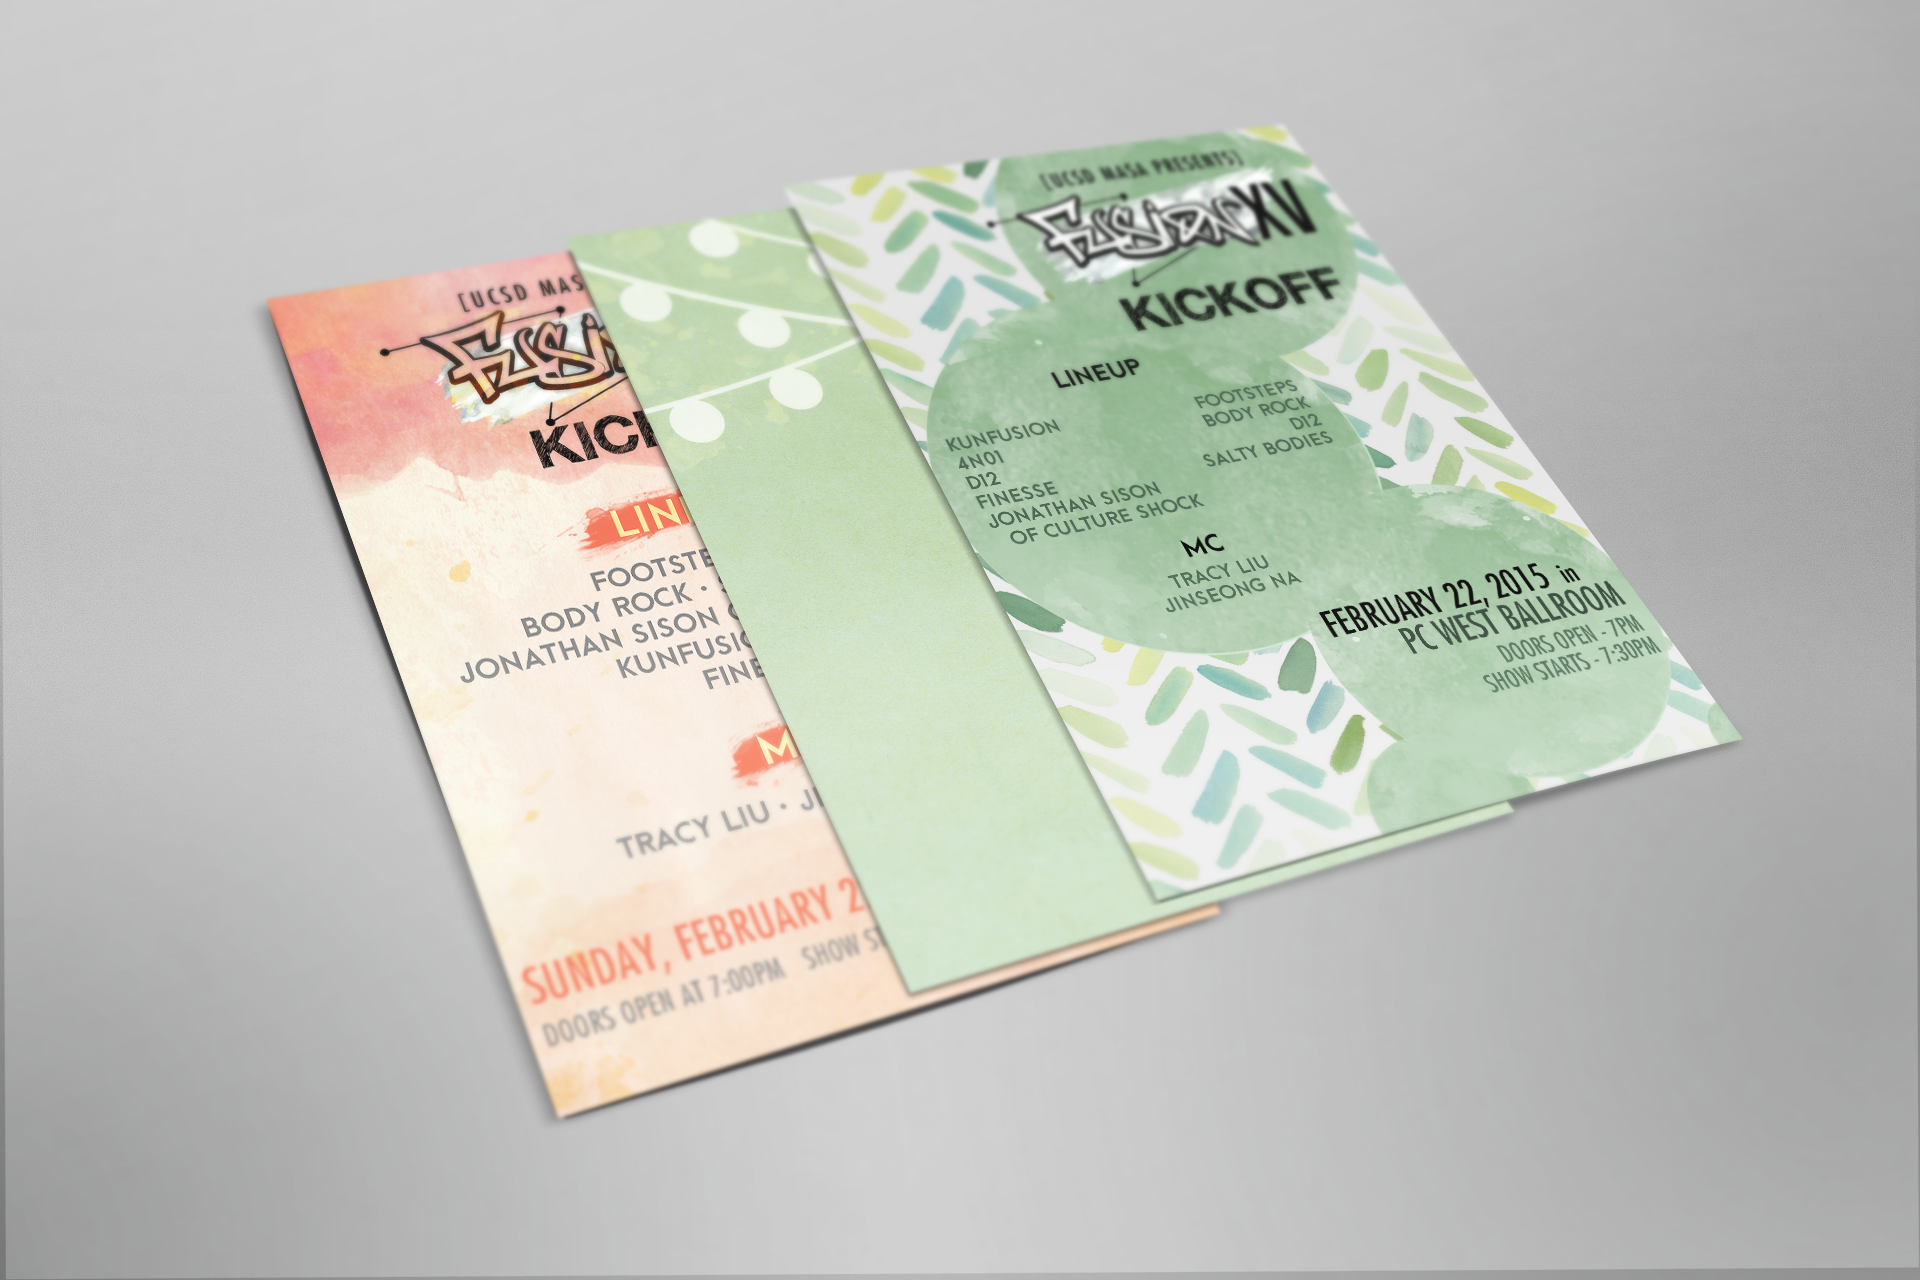 [UCSD MAS
Fusi
KICK
LIN
FOOTSTE
BODY ROCK ·
JONATHAN SISON
KUNFUSIO
FINE
M
TRACY LIU · JI
SUNDAY, FEBRUARY 2
DOORS OPEN AT 7:00PM SHOW ST
[UCSD MASA PRESENTS]
Fusion XV
KICKOFF
LINEUP
KUNFUSION
4N01
D12
FINESSE
JONATHAN SISON
OF CULTURE SHOCK
FOOTSTEPS
BODY ROCK
D12
SALTY BODIES
MC
TRACY LIU
JINSEONG NA
FEBRUARY 22, 2015 in
PC WEST BALLROOM
DOORS OPEN - 7PM
SHOW STARTS - 7:30PM